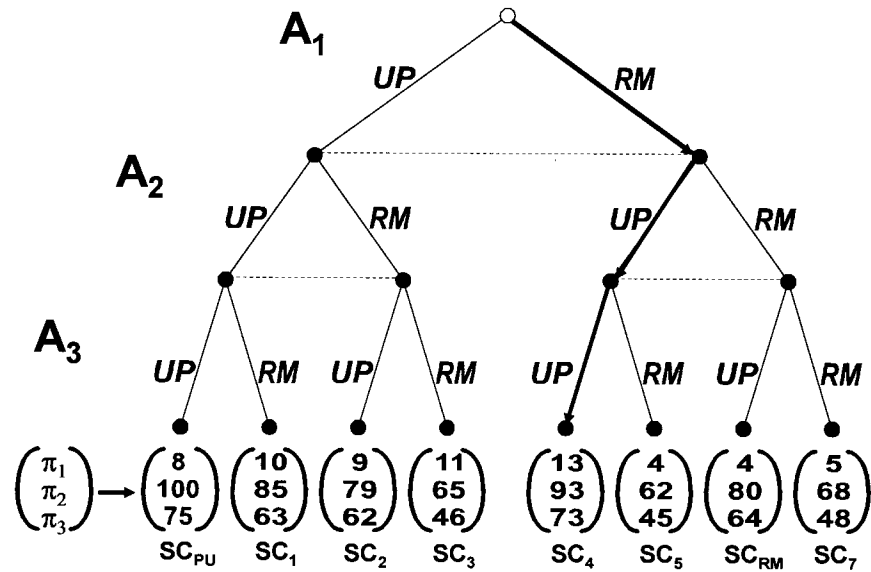 A1
UP RM
A2
UP RM UP RM
A3
UP RM UP RM UP RM UP RM
π1 8 10 9 11 13 4 4 5
π2 100 85 79 65 93 62 80 68
π3 75 63 62 46 73 45 64 48
SCPU SC1 SC2 SC3 SC4 SC5 SCRM SC7